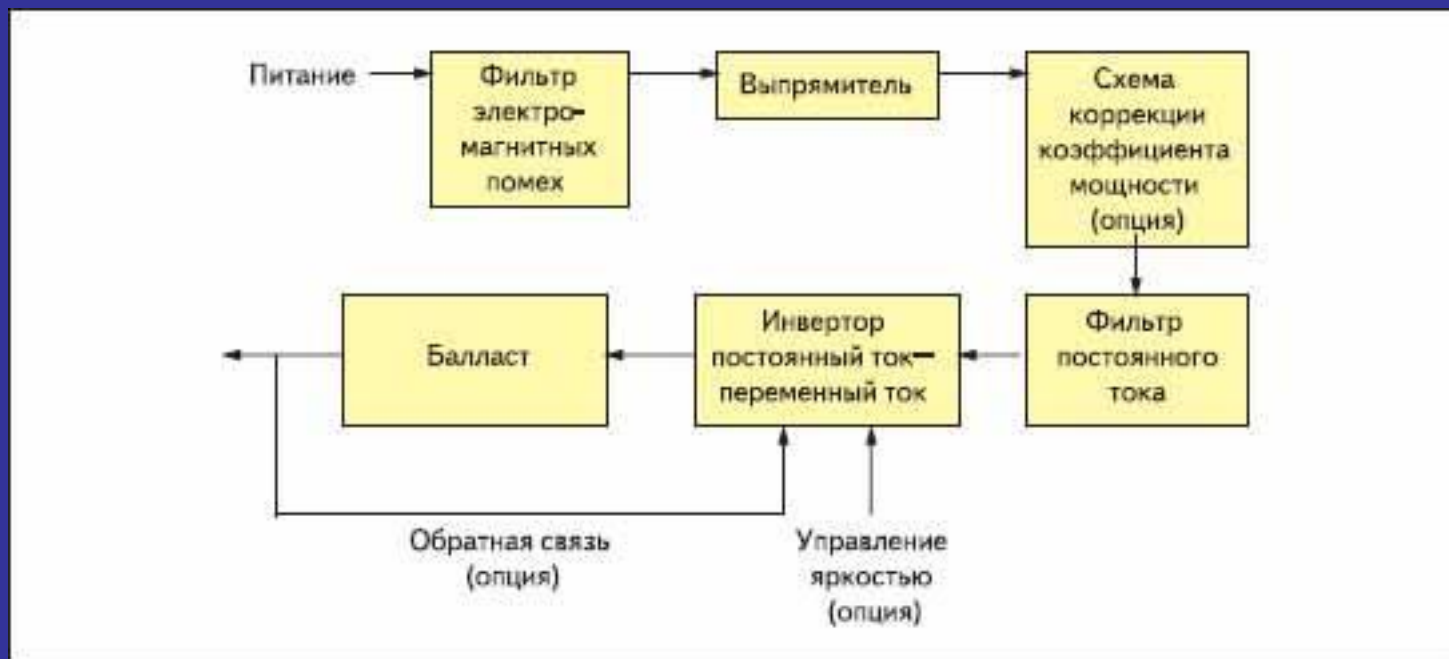 Питание
Фильтр
электро-
магнитных
помех
Выпрямитель
Схема
коррекции
коэффициента
мощности
(опция)
Балласт
Инвертор
постоянный ток—
переменный ток
Фильтр
постоянного
тока
Обратная связь
(опция)
Управление
яркостью
(опция)